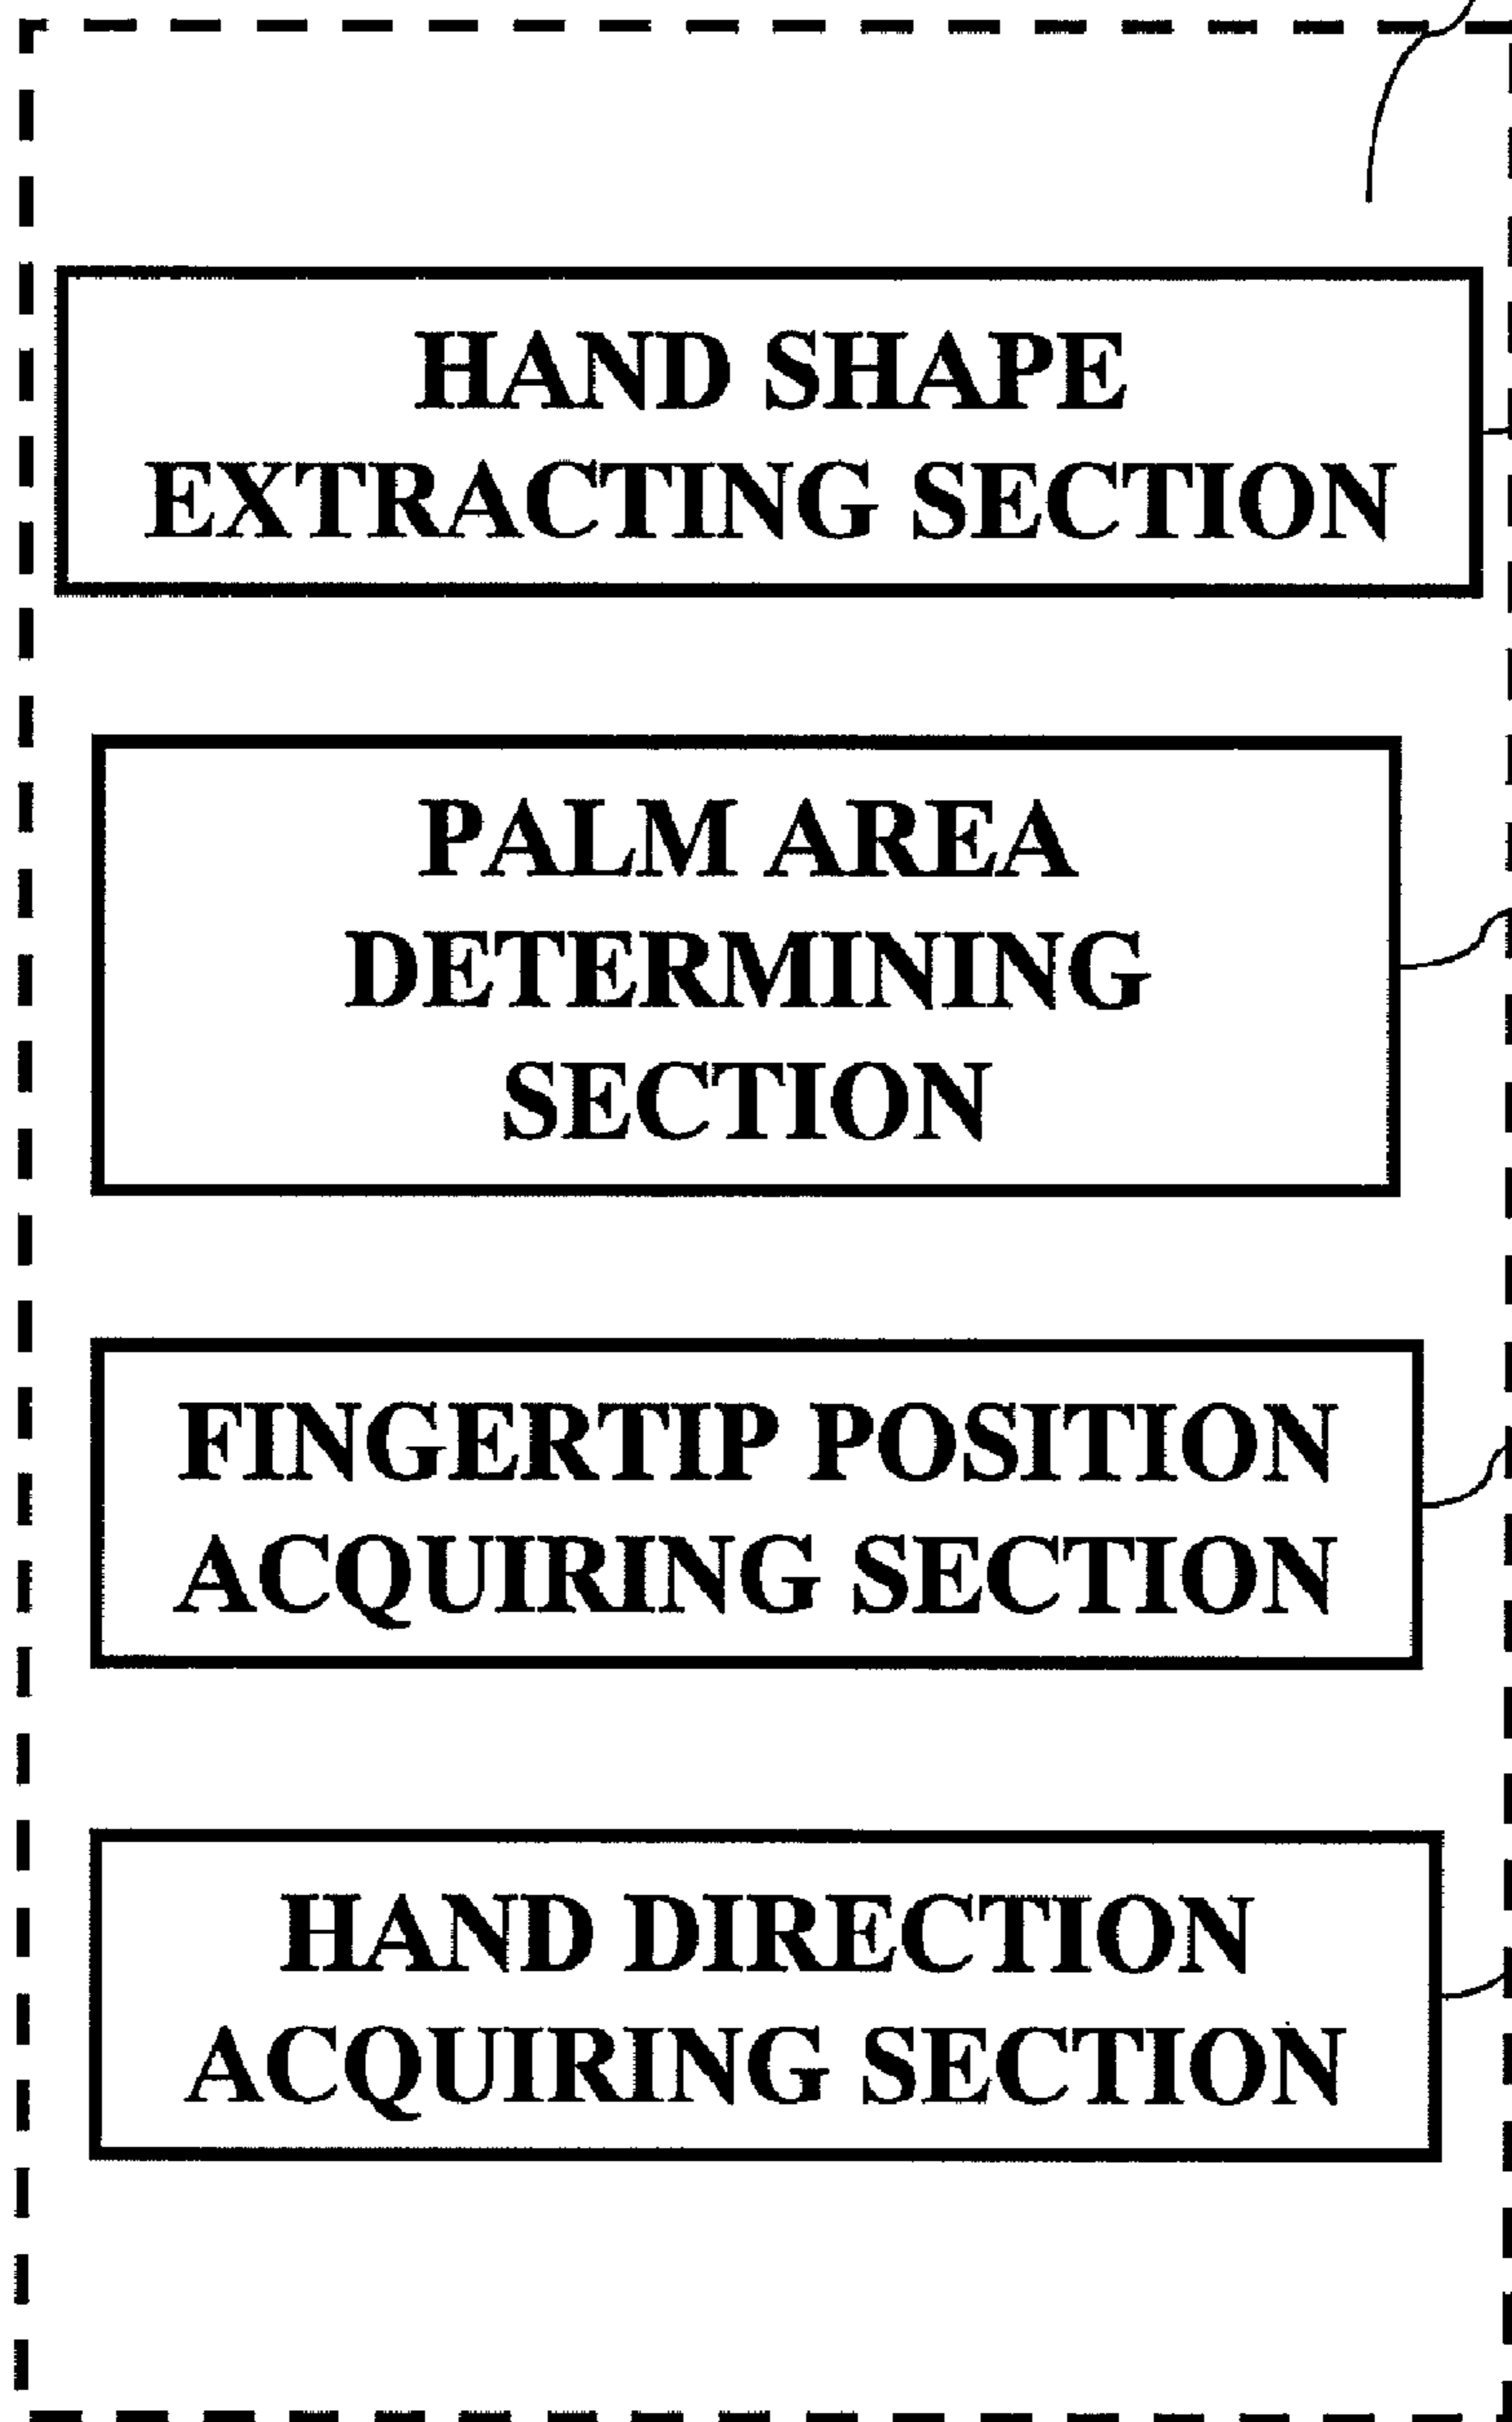 HAND SHAPE
EXTRACTING SECTION
PALM AREA
DETERMINING
SECTION
FINGERTIP POSITION
ACQUIRING SECTION
HAND DIRECTION
ACQUIRING SECTION